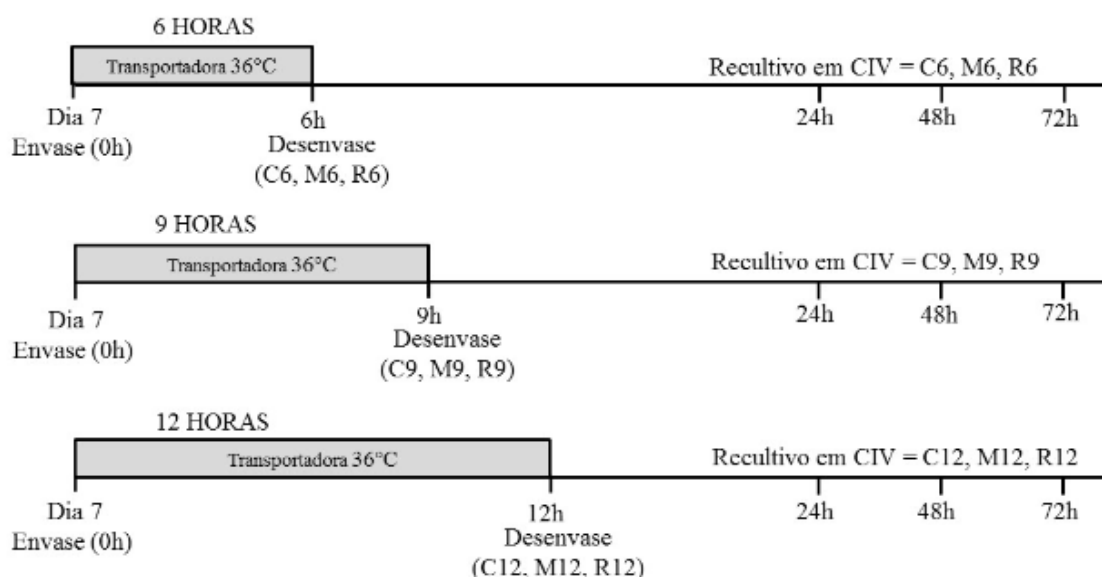 6 HORAS
Transportadora 36°C
Recultivo em CIV = C6, M6, R6
Dia 7
Envase (0h)
6h
Desenvase
(C6, M6, R6)
24h
48h
72h
9 HORAS
Transportadora 36°C
Recultivo em CIV = C9, M9, R9
Dia 7
Envase (0h)
9h
Desenvase
(C9, M9, R9)
24h
48h
72h
12 HORAS
Transportadora 36°C
Recultivo em CIV = C12, M12, R12
Dia 7
Envase (0h)
12h
Desenvase
(C12, M12, R12)
24h
48h
72h